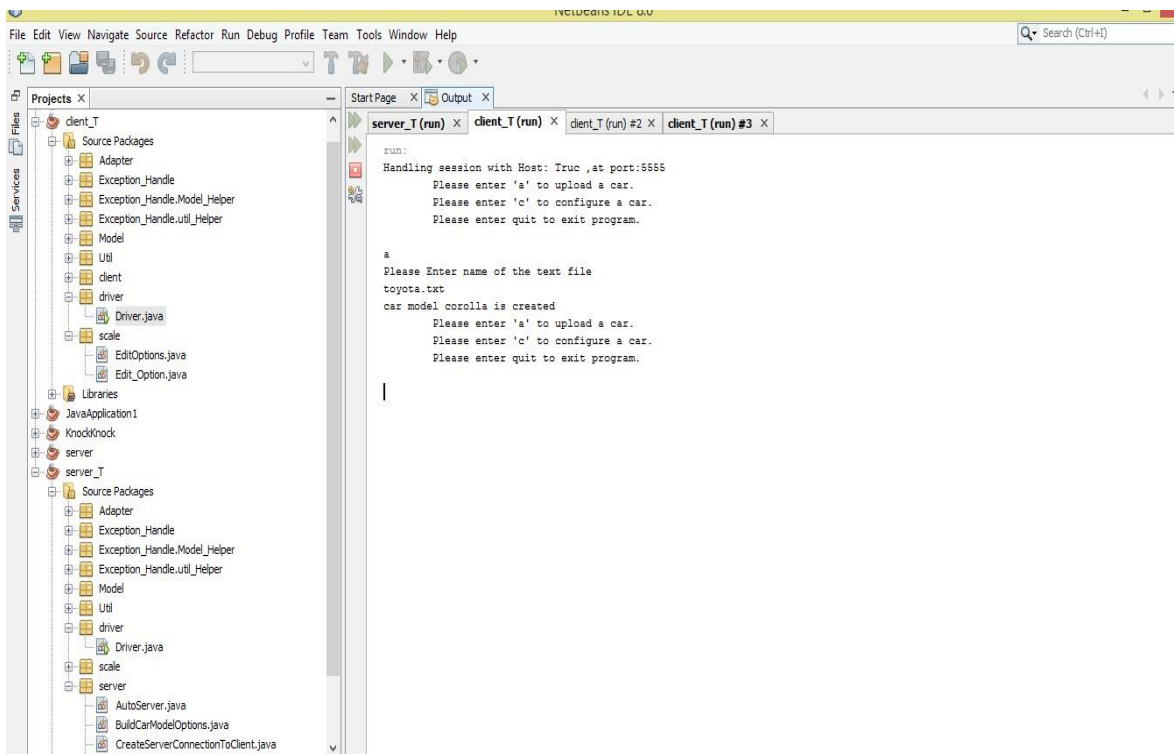 NetBeans IDE 8.0
File Edit View Navigate Source Refactor Run Debug Profile Team Tools Window Help
Search (Ctrl+I)
Projects
Files
Services
client_T
Source Packages
Adapter
Exception_Handle
Exception_Handle.Model_Helper
Exception_Handle.util_Helper
Model
Util
client
driver
Driver.java
scale
EditOptions.java
Edit_Option.java
Libraries
JavaApplication1
KnockKnock
server
server_T
Source Packages
Adapter
Exception_Handle
Exception_Handle.Model_Helper
Exception_Handle.util_Helper
Model
Util
driver
Driver.java
scale
server
AutoServer.java
BuildCarModelOptions.java
CreateServerConnectionToClient.java
Start Page Output
server_T (run) client_T (run) client_T (run) #2 client_T (run) #3
run:
Handling session with Host: Truc ,at port:5555
Please enter 'a' to upload a car.
Please enter 'c' to configure a car.
Please enter quit to exit program.
a
Please Enter name of the text file
toyota.txt
car model corolla is created
Please enter 'a' to upload a car.
Please enter 'c' to configure a car.
Please enter quit to exit program.